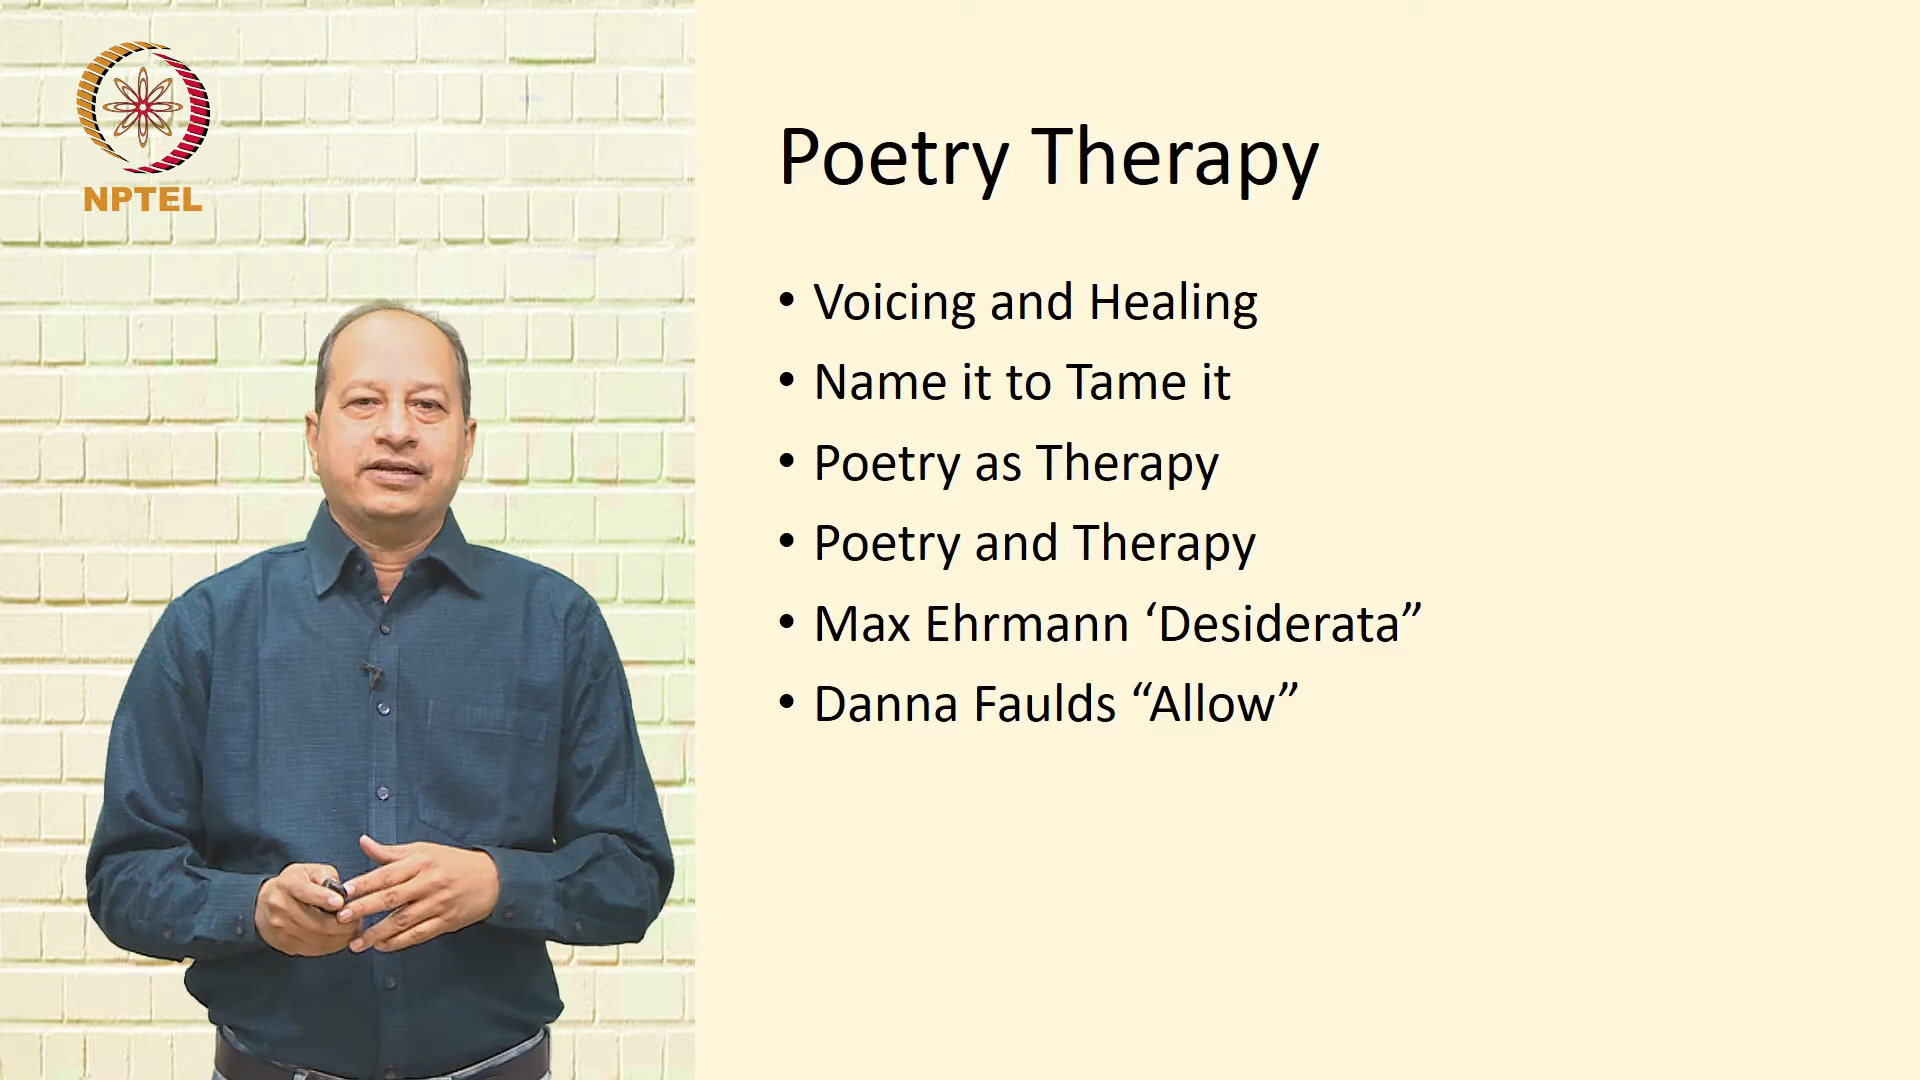 NPTEL
Poetry Therapy
• Voicing and Healing
• Name it to Tame it
• Poetry as Therapy
• Poetry and Therapy
• Max Ehrmann ‘Desiderata”
• Danna Faulds “Allow”